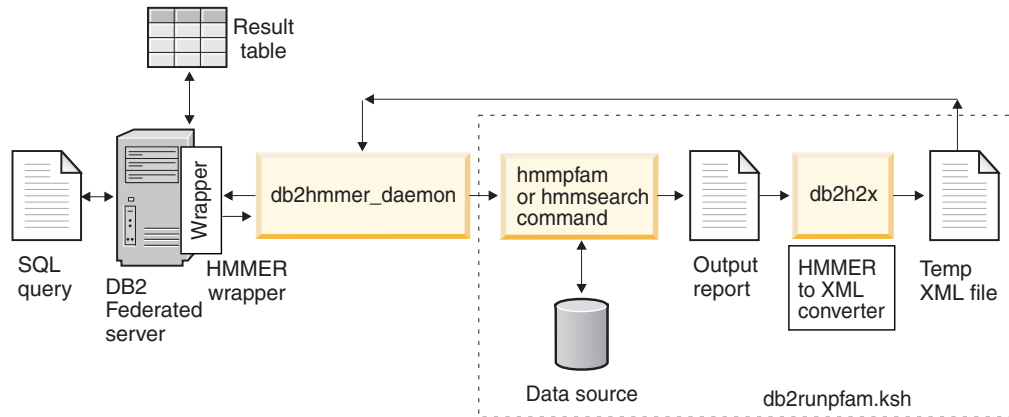 Result
table
Wrapper
db2hmmer_daemon
hmmpfam
or hmmsearch
command
db2h2x
SQL
query
DB2
Federated
server
HMMER
wrapper
Output
report
HMMER
to XML
converter
Temp
XML file
Data source
db2runpfam.ksh